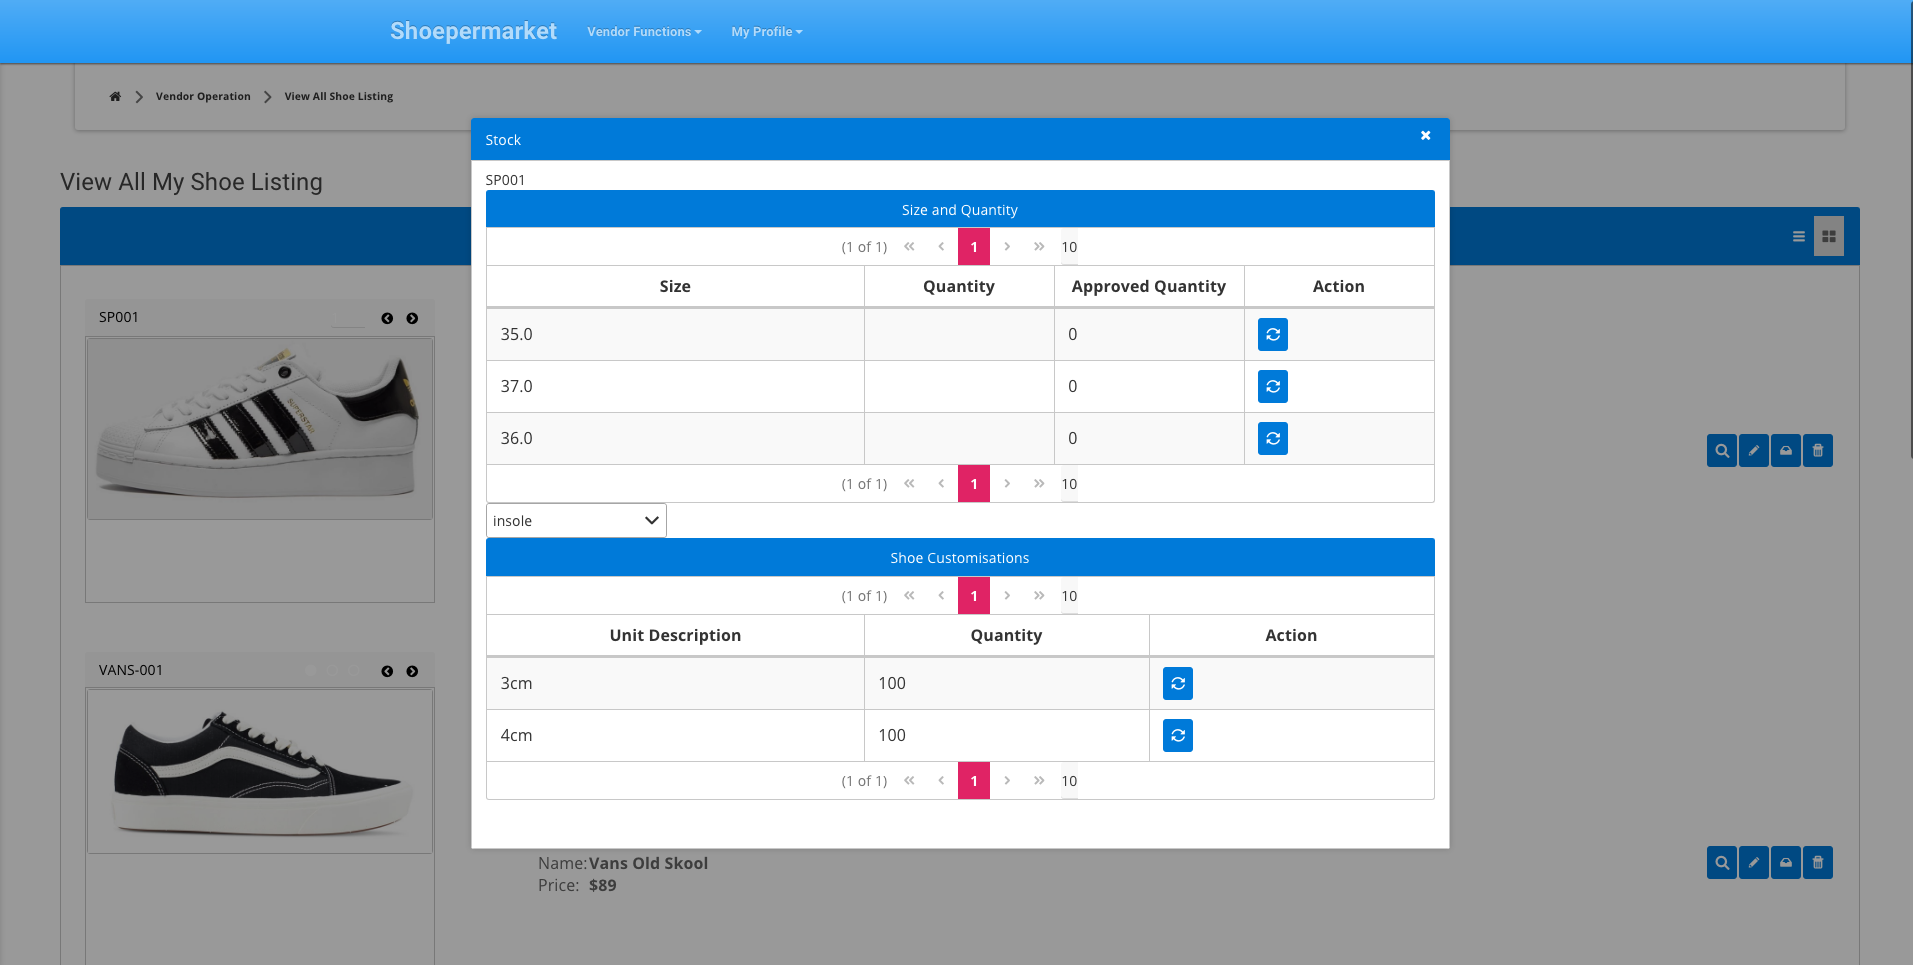 Shoepermarket
Vendor Functions
My Profile
Vendor Operation
View All Shoe Listing
View All My Shoe Listing
SP001
SUPERSTAR
VANS-001
Stock
SP001
Size and Quantity
(1 of 1) 1 10
Size Quantity Approved Quantity Action
35.0 0
37.0 0
36.0 0
(1 of 1) 1 10
insole
Shoe Customisations
(1 of 1) 1 10
Unit Description Quantity Action
3cm 100
4cm 100
(1 of 1) 1 10
Name: Vans Old Skool
Price: $89